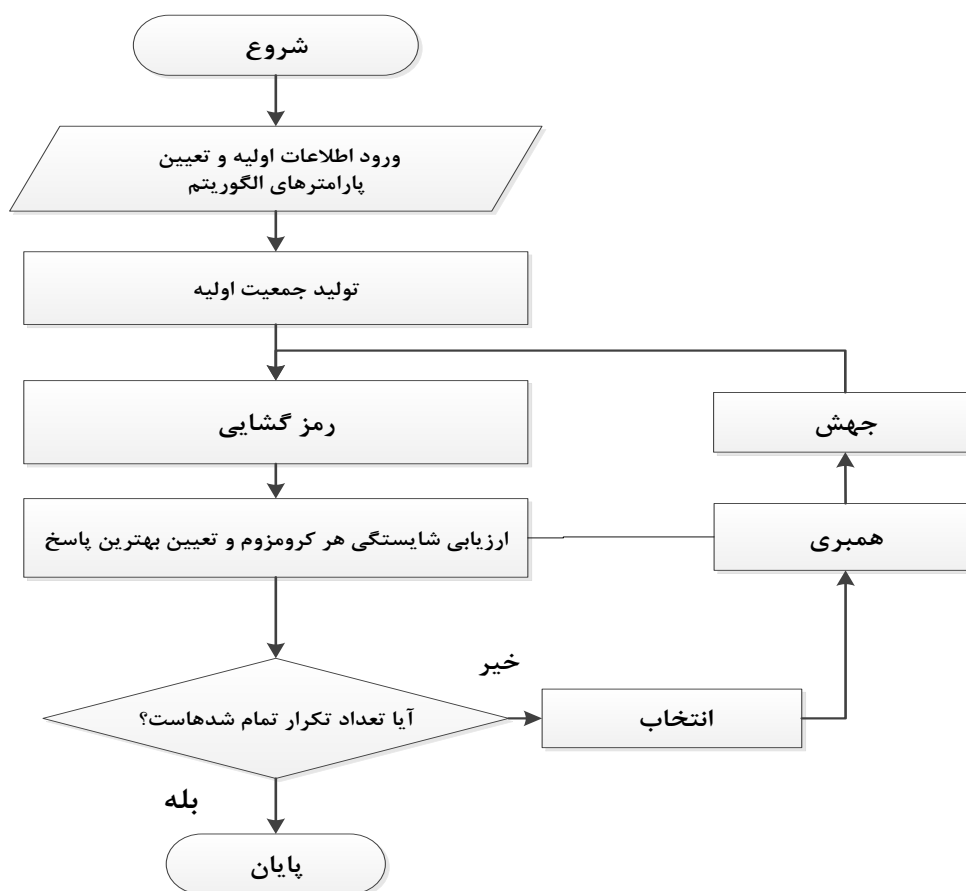 شروع
ورود اطلاعات اولیه و تعیین
پارامترهای الگوریتم
تولید جمعیت اولیه
رمز گشایی
جهش
ارزیابی شایستگی هر کرومزوم و تعیین بهترین پاسخ
همبری
خیر
آیا تعداد تکرار تمام شدهاست؟
انتخاب
بله
پایان